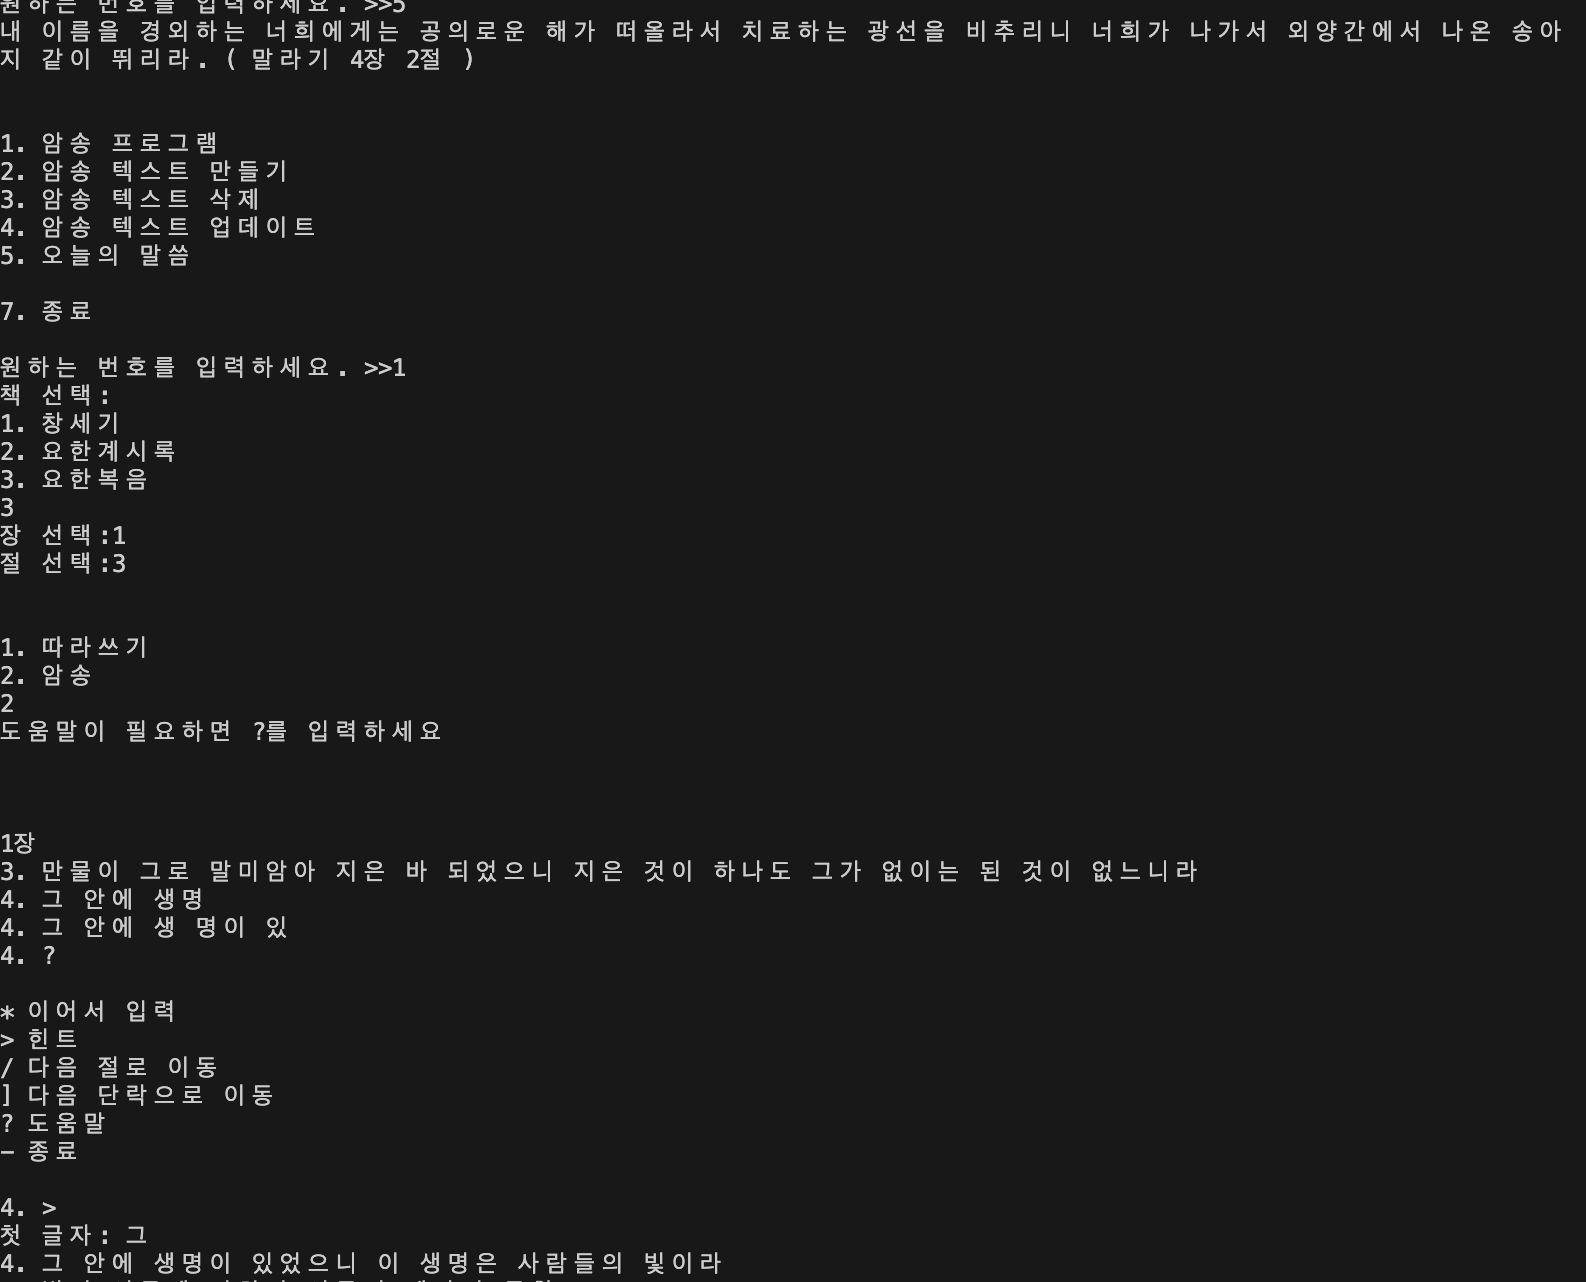 원하는 번호를 입력하세요. >>5
내 이름을 경외하는 너희에게는 공의로운 해가 떠올라서 치료하는 광선을 비추리니 너희가 나가서 외양간에서 나온 송아
지 같이 뛰리라. ( 말라기 4장 2절 )
1. 암송 프로그램
2. 암송 텍스트 만들기
3. 암송 텍스트 삭제
4. 암송 텍스트 업데이트
5. 오늘의 말씀
7. 종료
원하는 번호를 입력하세요. >>1
책 선택:
1. 창세기
2. 요한계시록
3. 요한복음
3
장 선택:1
절 선택:3
1. 따라쓰기
2. 암송
2
도움말이 필요하면 ?를 입력하세요
1장
3. 만물이 그로 말미암아 지은 바 되었으니 지은 것이 하나도 그가 없이는 된 것이 없느니라
4. 그 안에 생명
4. 그 안에 생 명이 있
4. ?
* 이어서 입력
> 힌트
/ 다음 절로 이동
] 다음 단락으로 이동
? 도움말
- 종료
4. >
첫 글자: 그
4. 그 안에 생명이 있었으니 이 생명은 사람들의 빛이라